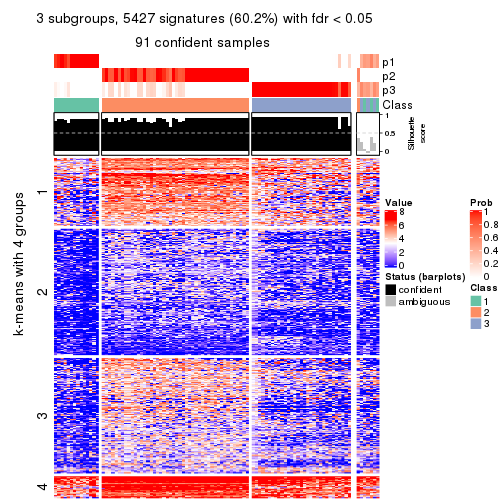 3 subgroups, 5427 signatures (60.2%) with fdr < 0.05
91 confident samples
p1
p2
p3
Class
1
0.5
0
Silhouette
score
k-means with 4 groups
1
2
3
4
Value
8
6
4
2
0
Status (barplots)
confident
ambiguous
Prob
1
0.8
0.6
0.4
0.2
0
Class
1
2
3